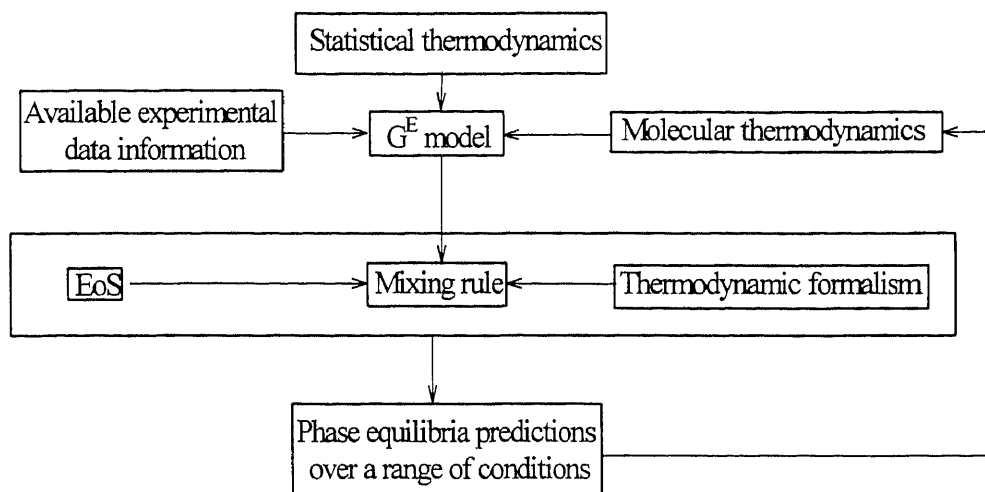 Statistical thermodynamics
Available experimental
data information
G^E model
Molecular thermodynamics
EoS
Mixing rule
Thermodynamic formalism
Phase equilibria predictions
over a range of conditions